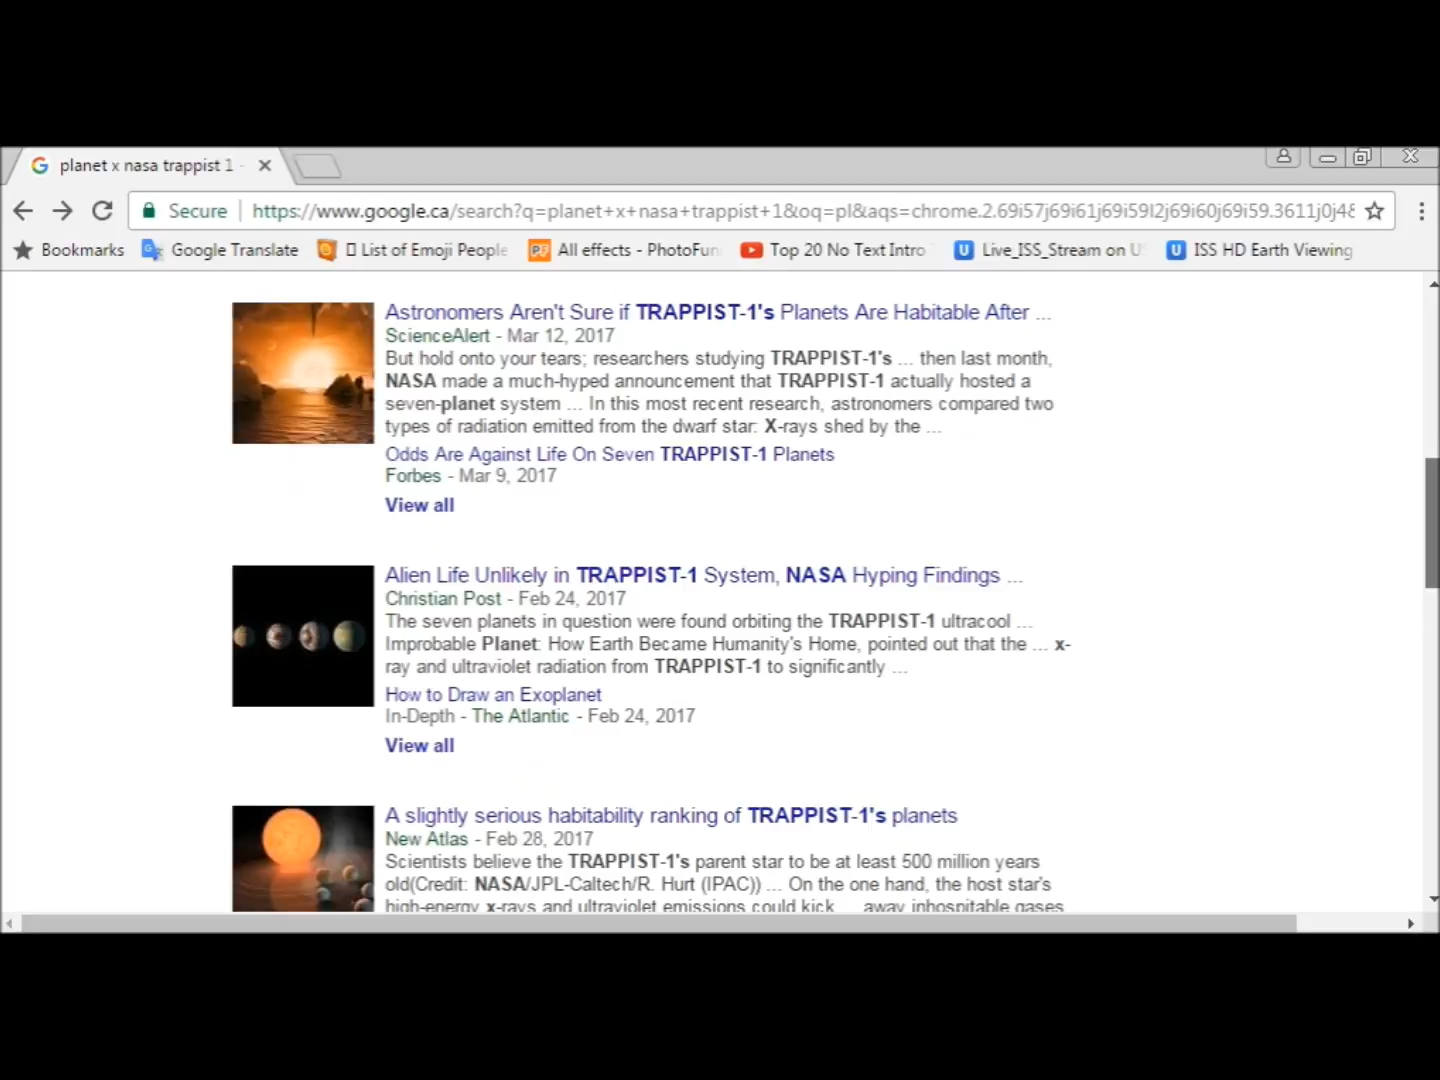 planet x nasa trappist 1 -
Secure
https://www.google.ca/search?q=planet+x+nasa+trappist+1&oq=pl&aqs=chrome.2.69i57j69i61j69i59l2j69i60j69i59.3611j0j4&
Bookmarks
Google Translate
List of Emoji People
All effects - PhotoFun
Top 20 No Text Intro
Live_ISS_Stream on U
ISS HD Earth Viewing
Astronomers Aren't Sure if TRAPPIST-1's Planets Are Habitable After ...
ScienceAlert - Mar 12, 2017
But hold onto your tears; researchers studying TRAPPIST-1's ... then last month,
NASA made a much-hyped announcement that TRAPPIST-1 actually hosted a
seven-planet system ... In this most recent research, astronomers compared two
types of radiation emitted from the dwarf star: X-rays shed by the ...
Odds Are Against Life On Seven TRAPPIST-1 Planets
Forbes - Mar 9, 2017
View all
Alien Life Unlikely in TRAPPIST-1 System, NASA Hyping Findings ...
Christian Post - Feb 24, 2017
The seven planets in question were found orbiting the TRAPPIST-1 ultracool ...
Improbable Planet: How Earth Became Humanity's Home, pointed out that the ... x-
ray and ultraviolet radiation from TRAPPIST-1 to significantly ...
How to Draw an Exoplanet
In-Depth - The Atlantic - Feb 24, 2017
View all
A slightly serious habitability ranking of TRAPPIST-1's planets
New Atlas - Feb 28, 2017
Scientists believe the TRAPPIST-1's parent star to be at least 500 million years
old(Credit: NASA/JPL-Caltech/R. Hurt (IPAC)) ... On the one hand, the host star's
high-energy x-rays and ultraviolet emissions could kick ... away inhospitable gases